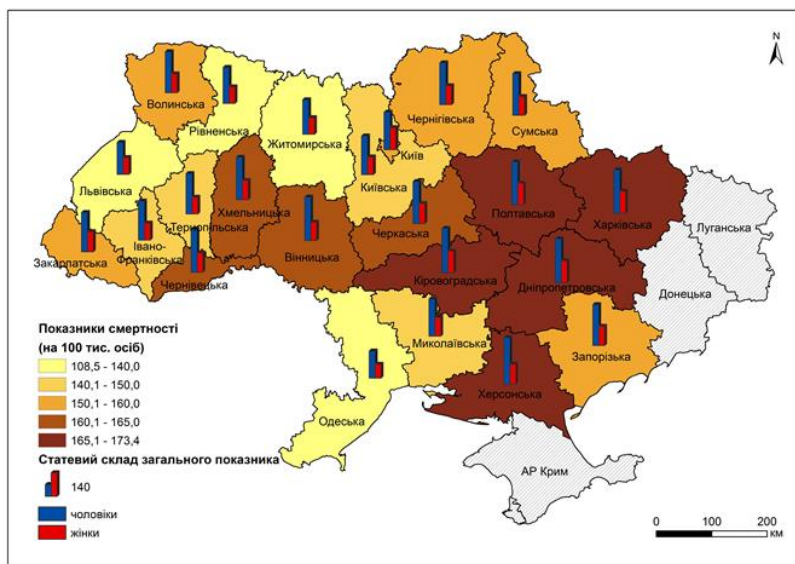 N
Волинська
Рівненська
Житомирська
Чернігівська
Сумська
Київ
Київська
Львівська
Тернопільська
Хмельницька
Вінницька
Черкаська
Полтавська
Харківська
Луганська
Закарпатська
Івано-
Франківська
Чернівецька
Кіровоградська
Дніпропетровська
Донецька
Миколаївська
Запорізька
Одеська
Херсонська
АР Крим
Показники смертності
(на 100 тис. осіб)
108,5 - 140,0
140,1 - 150,0
150,1 - 160,0
160,1 - 165,0
165,1 - 173,4
Статевий склад загального показника
140
чоловіки
жінки
0 100 200
км